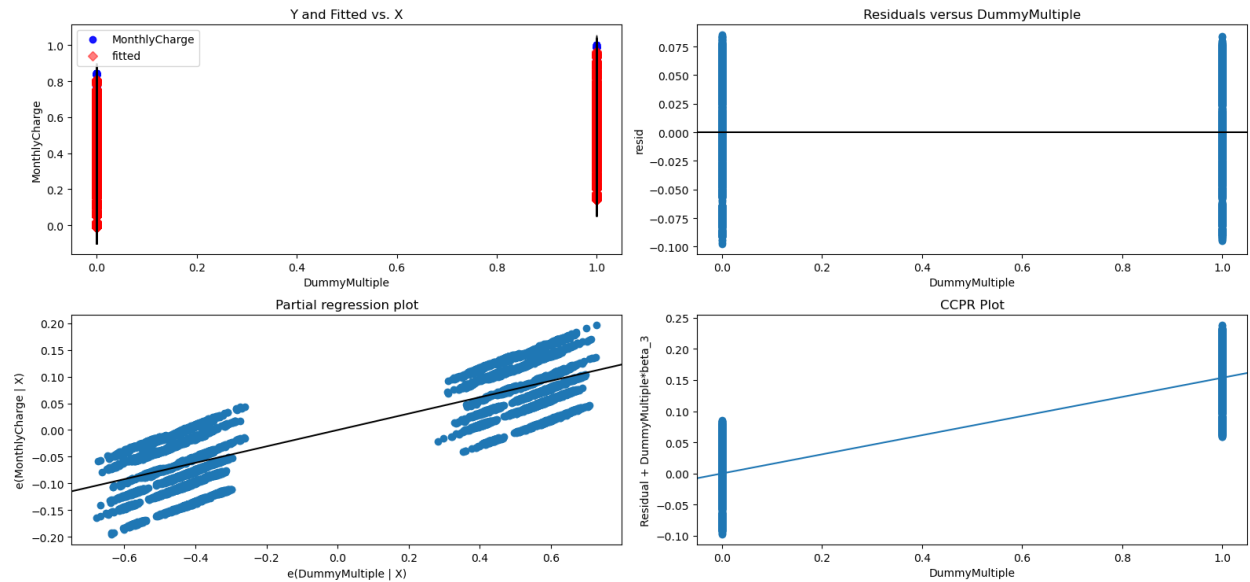 Y and Fitted vs. X
MonthlyCharge
fitted
1.0
0.8
0.6
0.4
0.2
0.0
MonthlyCharge
0.0 0.2 0.4 0.6 0.8 1.0
DummyMultiple
Residuals versus DummyMultiple
0.075
0.050
0.025
0.000
−0.025
−0.050
−0.075
−0.100
resid
0.0 0.2 0.4 0.6 0.8 1.0
DummyMultiple
Partial regression plot
0.20
0.15
0.10
0.05
0.00
−0.05
−0.10
−0.15
−0.20
e(MonthlyCharge | X)
−0.6 −0.4 −0.2 0.0 0.2 0.4 0.6
e(DummyMultiple | X)
CCPR Plot
0.25
0.20
0.15
0.10
0.05
0.00
−0.05
−0.10
Residual + DummyMultiple*beta_3
0.0 0.2 0.4 0.6 0.8 1.0
DummyMultiple